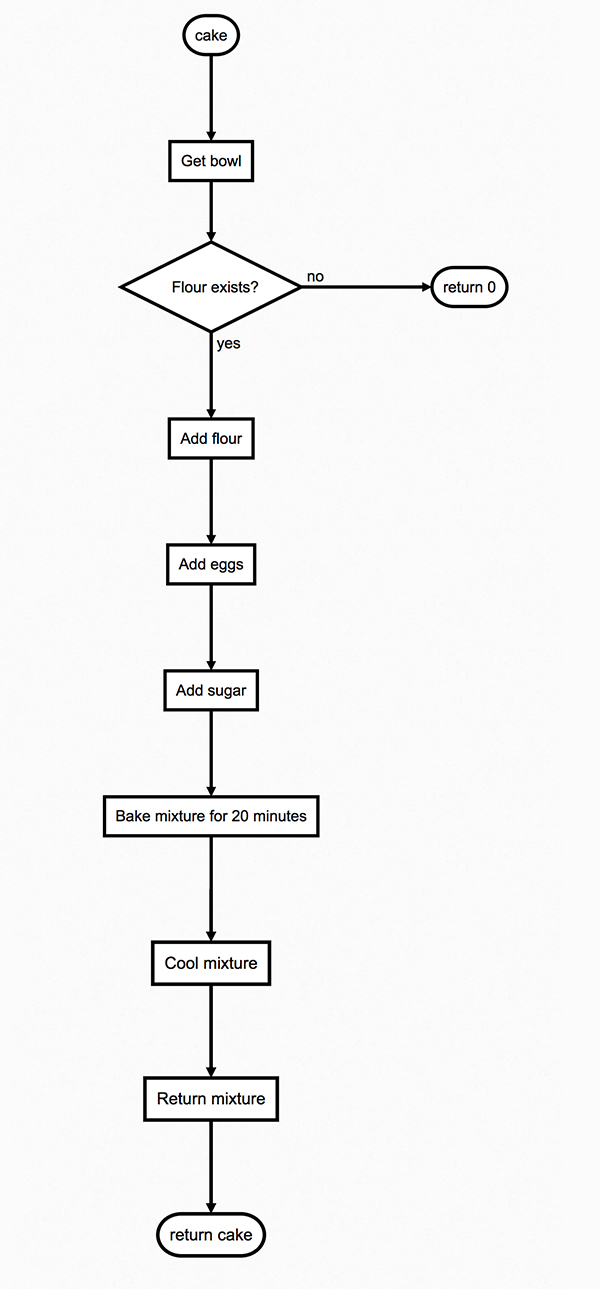 cake
Get bowl
Flour exists?
no
return 0
yes
Add flour
Add eggs
Add sugar
Bake mixture for 20 minutes
Cool mixture
Return mixture
return cake